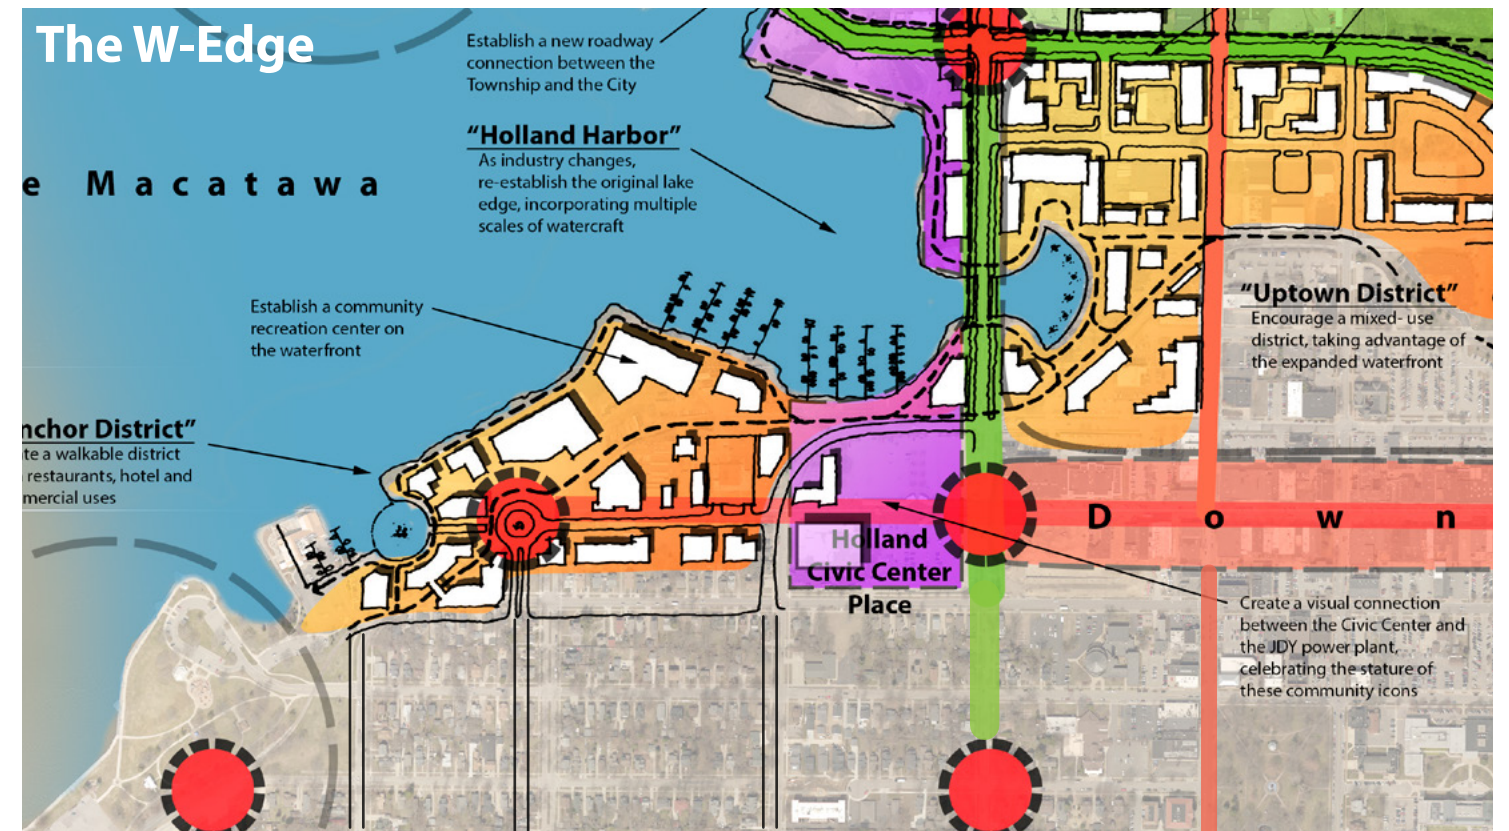 The W-Edge
Establish a new roadway
connection between the
Township and the City
“Holland Harbor”
As industry changes,
re-establish the original lake
edge, incorporating multiple
scales of watercraft
e Macatawa
Establish a community
recreation center on
the waterfront
“Uptown District”
Encourage a mixed- use
district, taking advantage of
the expanded waterfront
nchor District”
te a walkable district
restaurants, hotel and
mercial uses
Down
Holland
Civic Center
Place
Create a visual connection
between the Civic Center and
the JDY power plant,
celebrating the stature of
these community icons